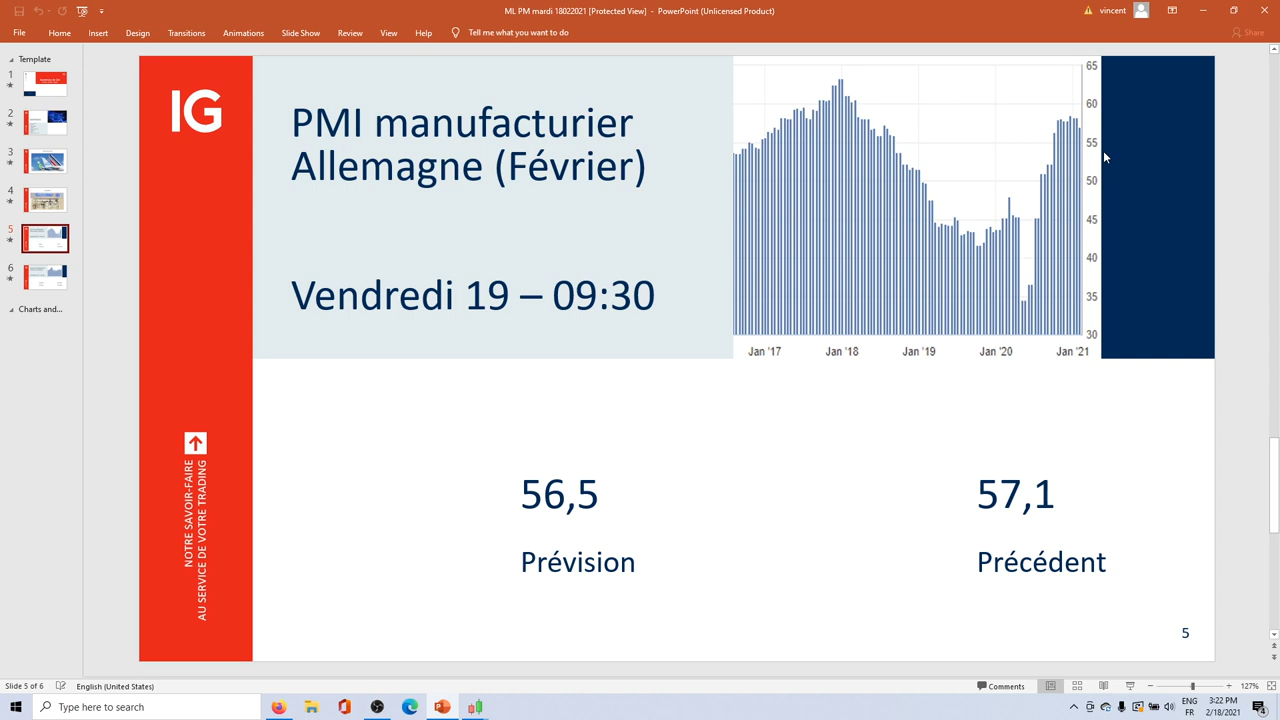 ML PM mardi 18022021 [Protected View] - PowerPoint (Unlicensed Product)
vincent
File Home Insert Design Transitions Animations Slide Show Review View Help Tell me what you want to do
Share
Template
1
2
3
4
5
6
Charts and...
IG
NOTRE SAVOIR-FAIRE
AU SERVICE DE VOTRE TRADING
PMI manufacturier
Allemagne (Février)
Vendredi 19 – 09:30
65
60
55
50
45
40
35
30
Jan '17 Jan '18 Jan '19 Jan '20 Jan '21
56,5
57,1
Prévision
Précédent
5
Slide 5 of 6
English (United States)
Comments
127%
Type here to search
ENG
FR
3:22 PM
2/18/2021
4